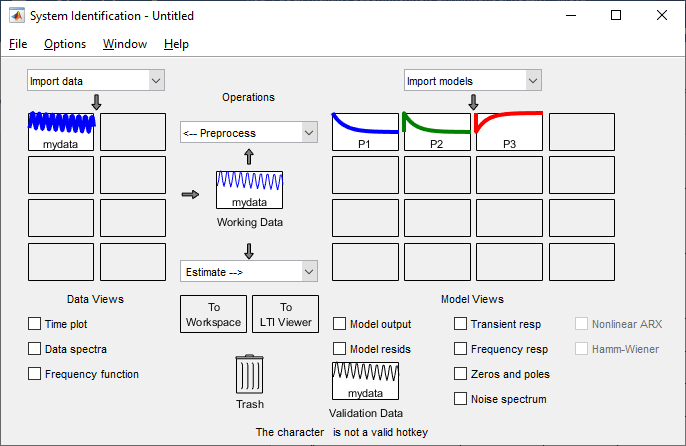 System Identification - Untitled
File Options Window Help
Import data
Import models
Operations
mydata
<-- Preprocess
P1
P2
P3
mydata
Working Data
Estimate -->
Data Views
Model Views
To
Workspace
To
LTI Viewer
Time plot
Model output
Transient resp
Nonlinear ARX
Data spectra
Model resids
Frequency resp
Hamm-Wiener
Frequency function
mydata
Zeros and poles
Noise spectrum
Trash
Validation Data
The character   is not a valid hotkey